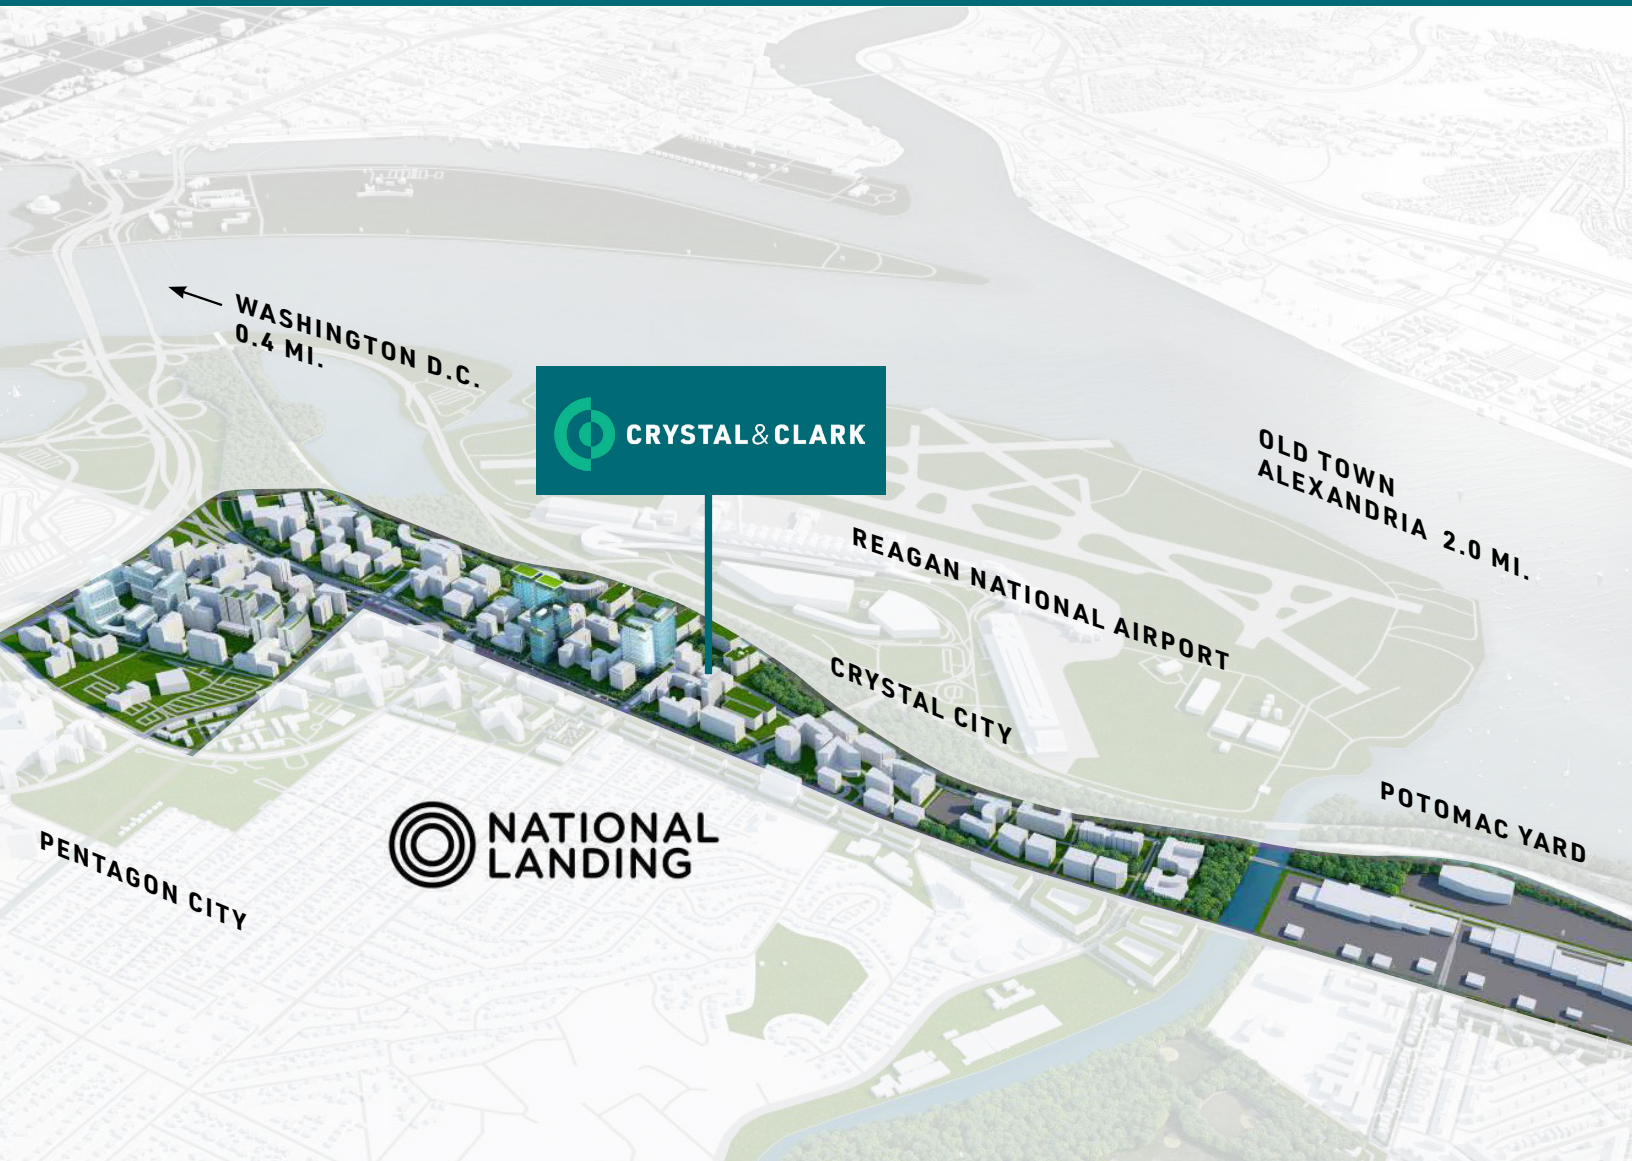 WASHINGTON D.C.
0.4 MI.
CRYSTAL&CLARK
OLD TOWN
ALEXANDRIA 2.0 MI.
REAGAN NATIONAL AIRPORT
CRYSTAL CITY
POTOMAC YARD
NATIONAL
LANDING
PENTAGON CITY